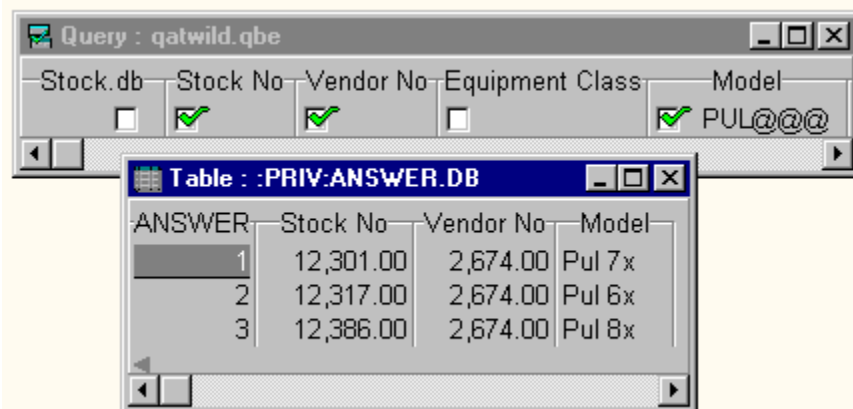 Query : qatwild.qbe
Stock.db Stock No Vendor No Equipment Class Model
PUL@@@
Table : :PRIV:ANSWER.DB
ANSWER Stock No Vendor No Model
1 12,301.00 2,674.00 Pul 7x
2 12,317.00 2,674.00 Pul 6x
3 12,386.00 2,674.00 Pul 8x